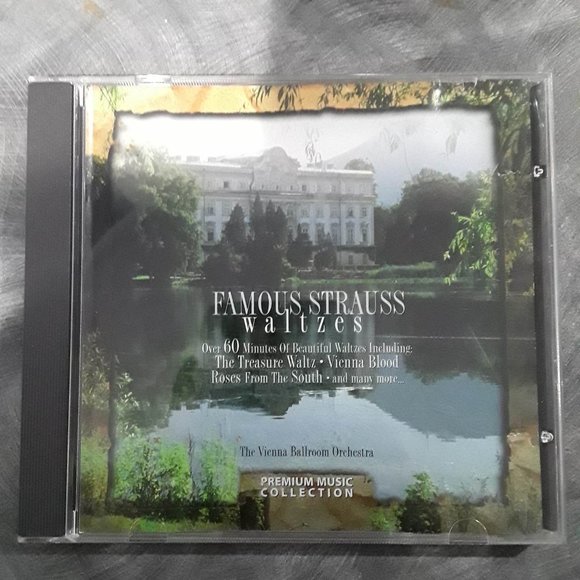 FAMOUS STRAUSS
waltzes
Over 60 Minutes Of Beautiful Waltzes Including:
The Treasure Waltz • Vienna Blood
Roses From The South • and many more...
The Vienna Ballroom Orchestra
PREMIUM MUSIC
COLLECTION